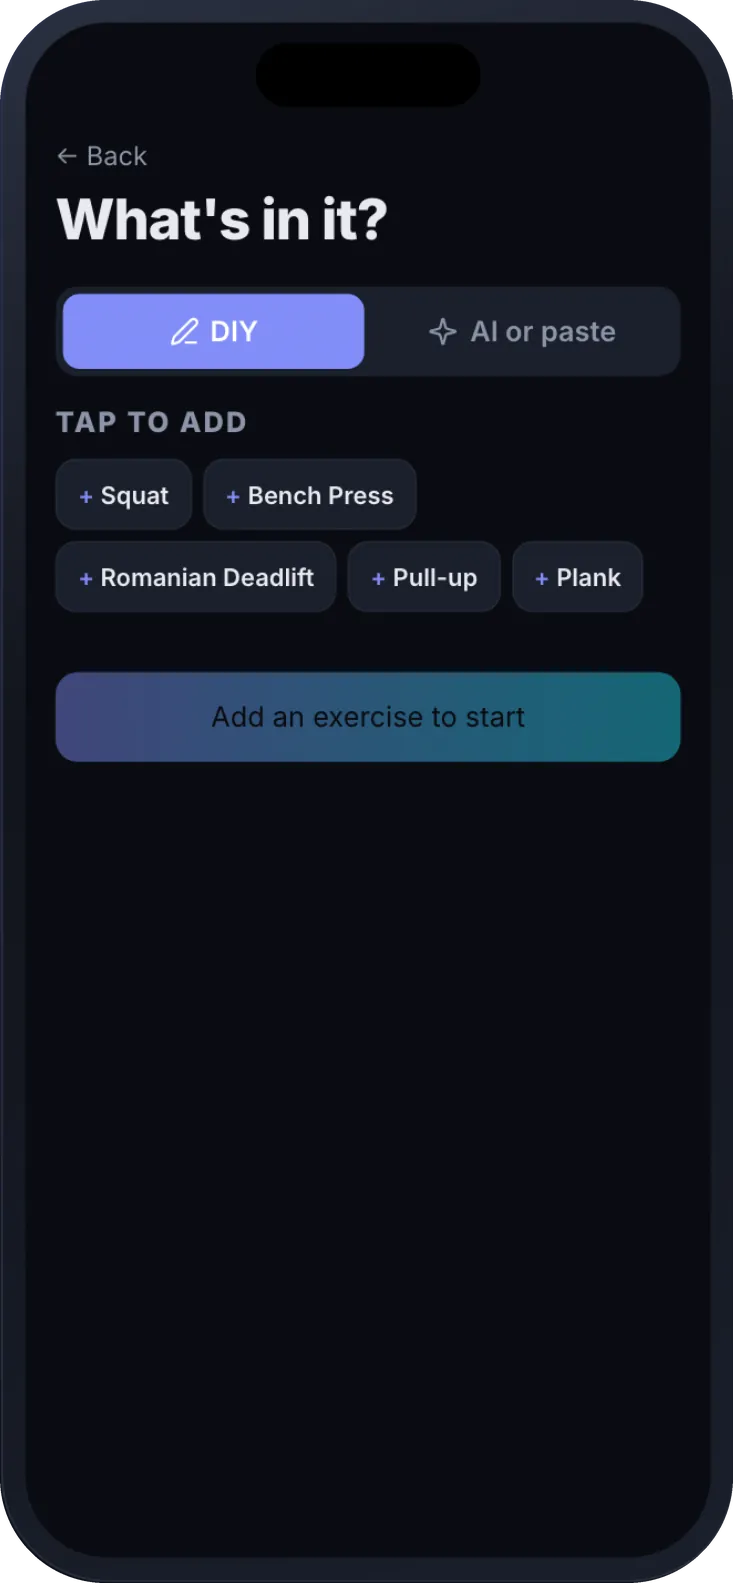 ← Back
What's in it?
DIY
AI or paste
TAP TO ADD
+ Squat
+ Bench Press
+ Romanian Deadlift
+ Pull-up
+ Plank
Add an exercise to start